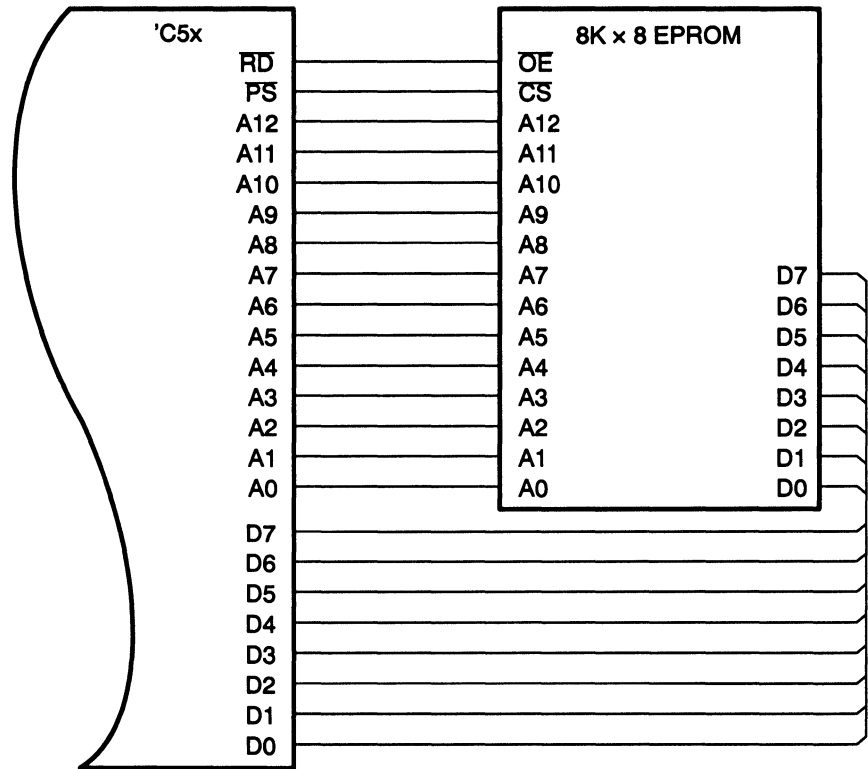 'C5x
RD
PS
A12
A11
A10
A9
A8
A7
A6
A5
A4
A3
A2
A1
A0
D7
D6
D5
D4
D3
D2
D1
D0
8K × 8 EPROM
OE
CS
A12
A11
A10
A9
A8
A7
A6
A5
A4
A3
A2
A1
A0
D7
D6
D5
D4
D3
D2
D1
D0